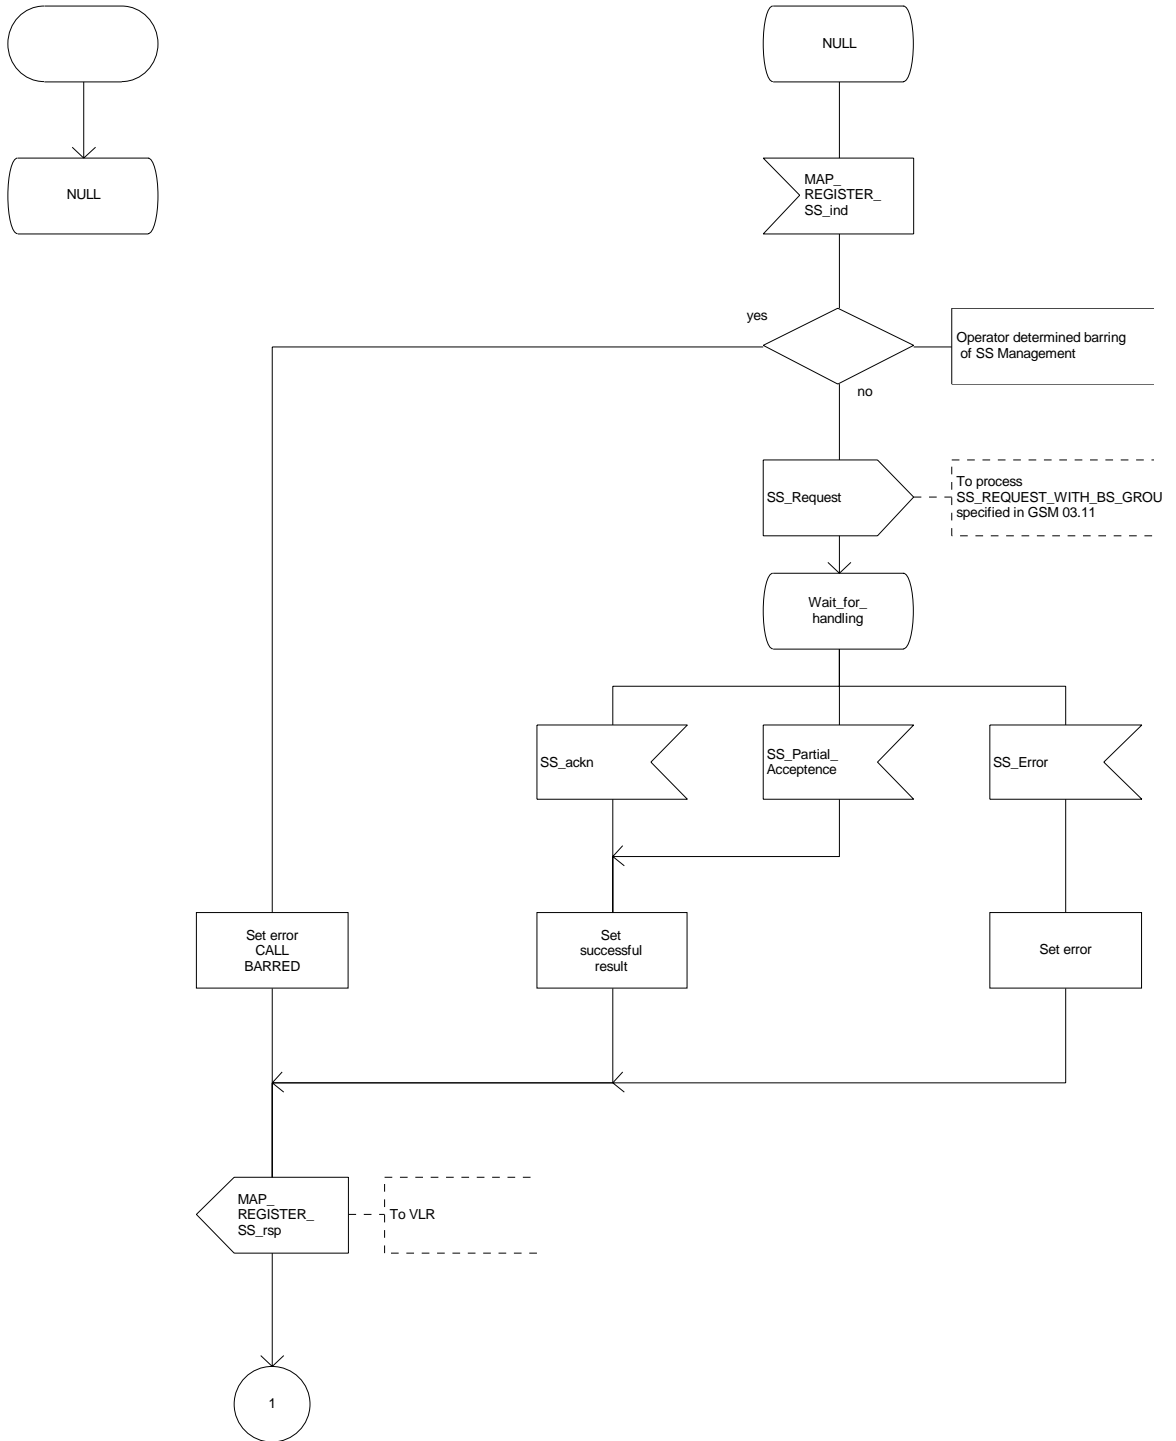 NULL
NULL
MAP_
REGISTER_
SS_ind
yes
Operator determined barring
of SS Management
no
SS_Request
To process
SS_REQUEST_WITH_BS_GROU
specified in GSM 03.11
Wait_for_
handling
SS_ackn
SS_Partial_
Acceptence
SS_Error
Set error
CALL
BARRED
Set
successful
result
Set error
MAP_
REGISTER_
SS_rsp
To VLR
1